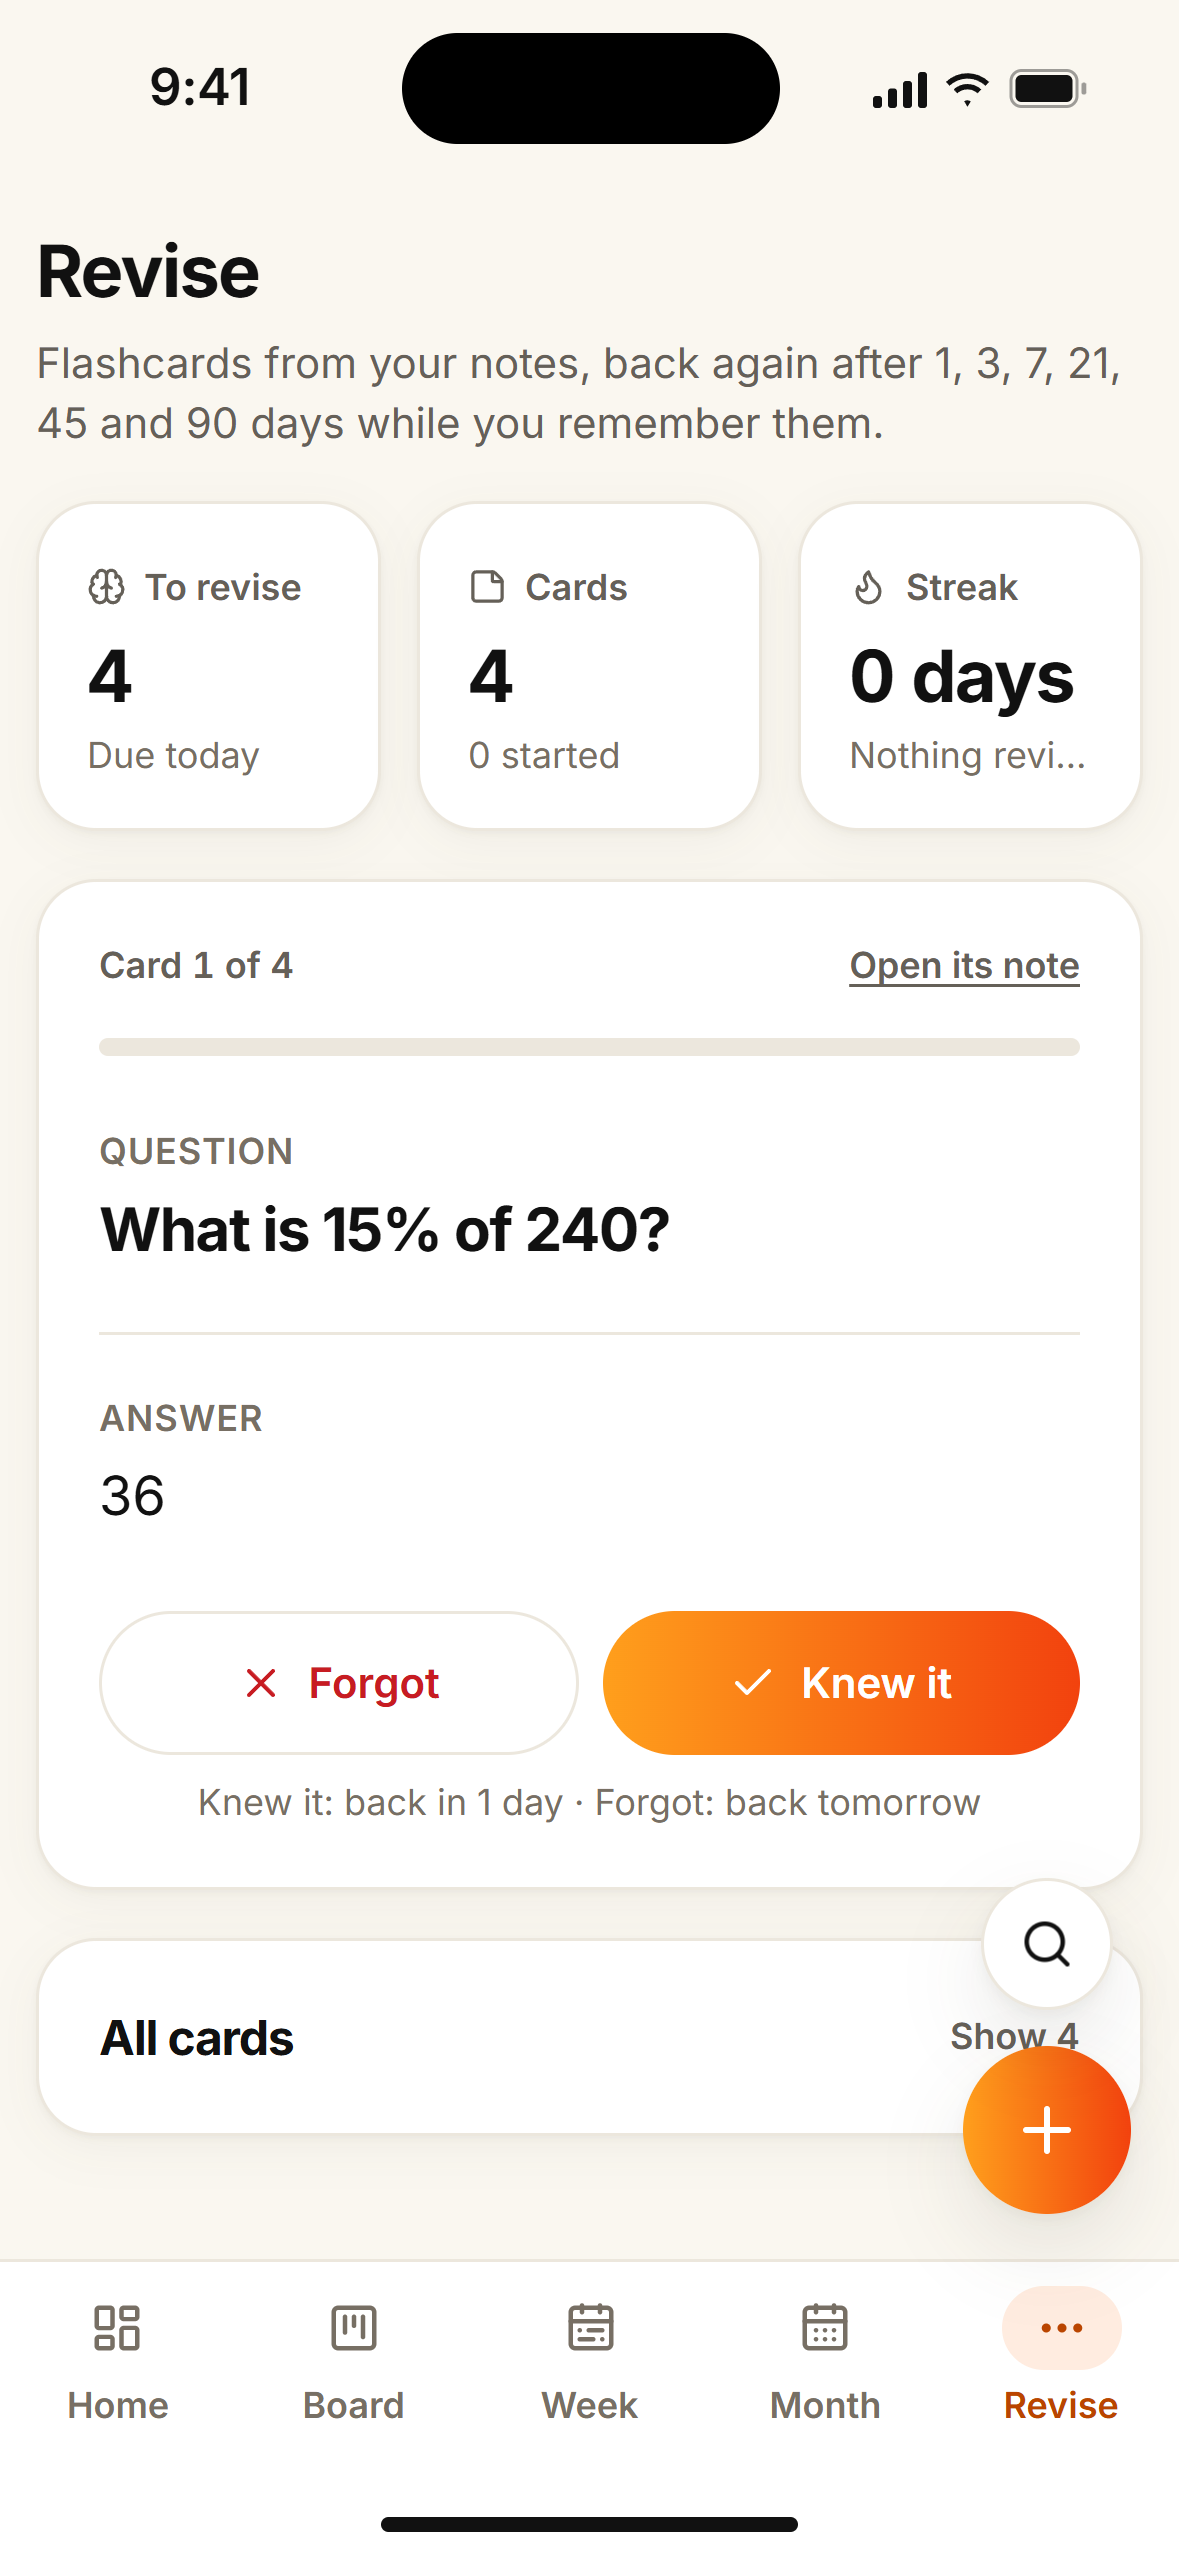 9:41
Revise
Flashcards from your notes, back again after 1, 3, 7, 21,
45 and 90 days while you remember them.
To revise
4
Due today
Cards
4
0 started
Streak
0 days
Nothing revi...
Card 1 of 4
Open its note
QUESTION
What is 15% of 240?
ANSWER
36
Forgot
Knew it
Knew it: back in 1 day · Forgot: back tomorrow
All cards
Show 4
Home
Board
Week
Month
Revise